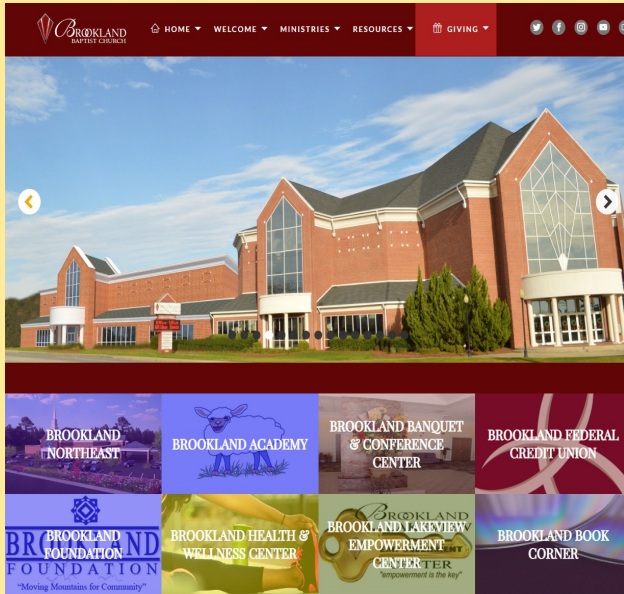 BROOKLAND
BAPTIST CHURCH
HOME WELCOME MINISTRIES RESOURCES GIVING
BROOKLAND
NORTHEAST
BROOKLAND ACADEMY
BROOKLAND BANQUET
& CONFERENCE
CENTER
BROOKLAND FEDERAL
CREDIT UNION
BROOKLAND
FOUNDATION
BROOKLAND
FOUNDATION
"Moving Mountains for Community"
BROOKLAND HEALTH &
WELLNESS CENTER
BROOKLAND
BROOKLAND LAKEVIEW
EMPOWERMENT
CENTER
"empowerment is the key"
BROOKLAND BOOK
CORNER